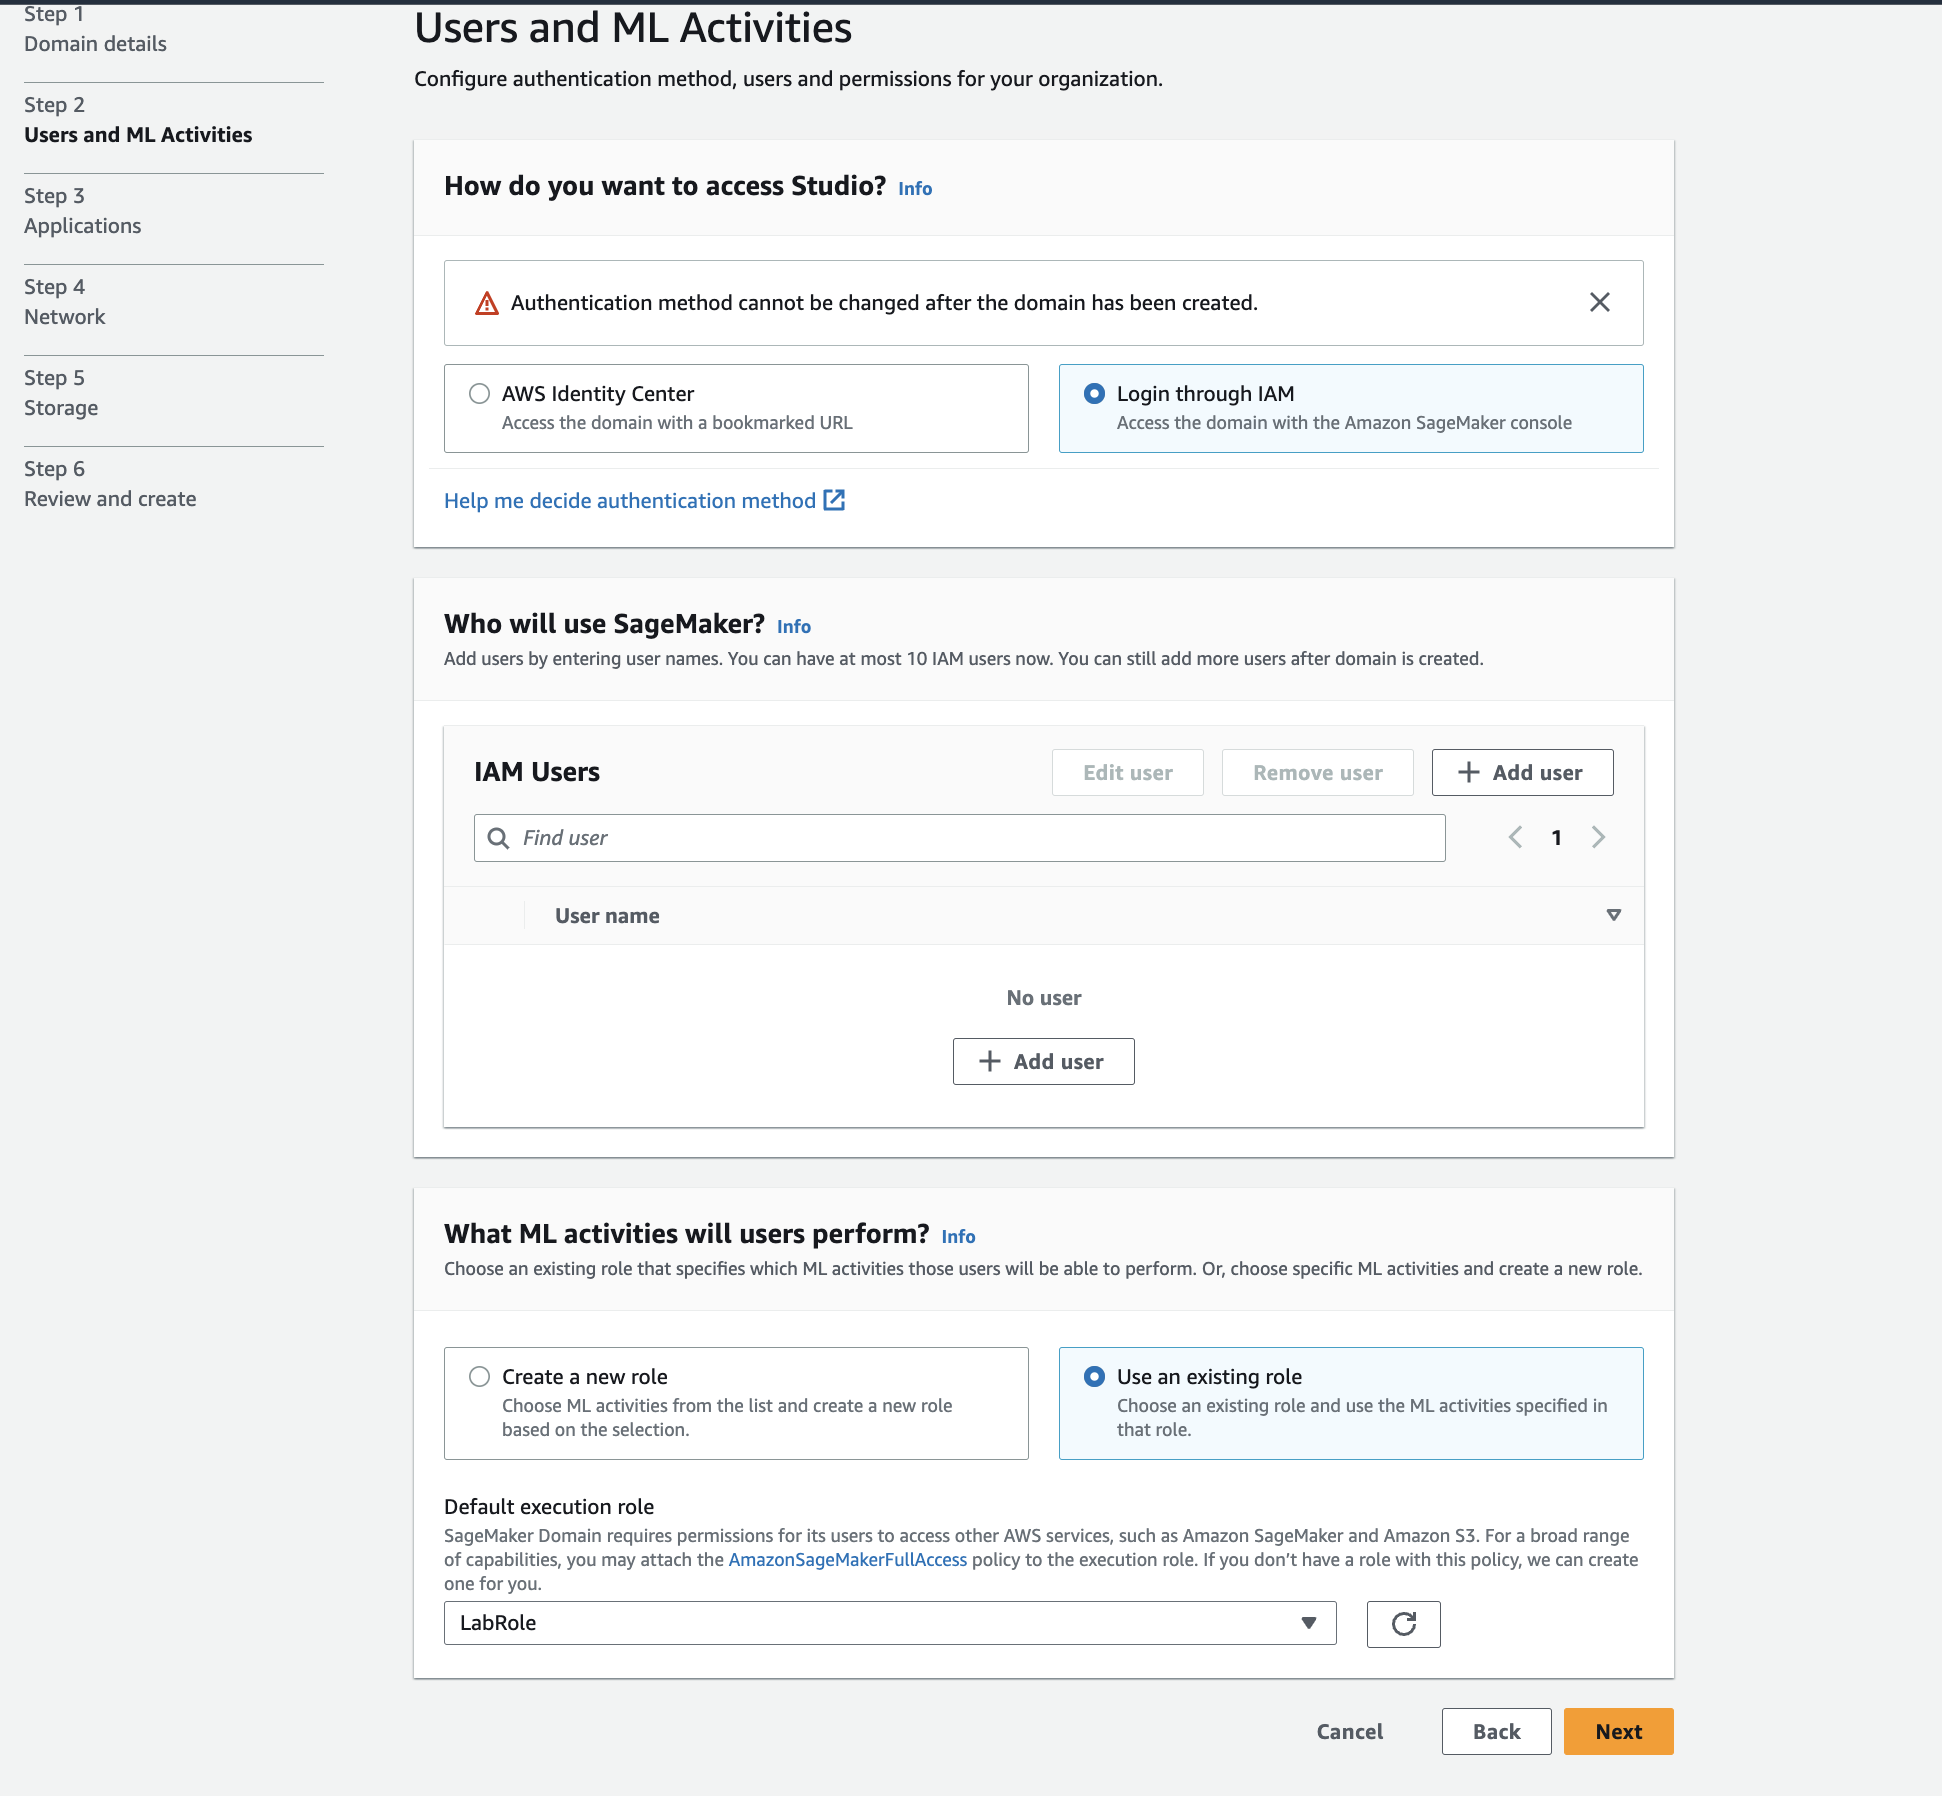 Step 1
Domain details
Step 2
Users and ML Activities
Step 3
Applications
Step 4
Network
Step 5
Storage
Step 6
Review and create
Users and ML Activities
Configure authentication method, users and permissions for your organization.
How do you want to access Studio? Info
Authentication method cannot be changed after the domain has been created.
AWS Identity Center
Access the domain with a bookmarked URL
Login through IAM
Access the domain with the Amazon SageMaker console
Help me decide authentication method
Who will use SageMaker? Info
Add users by entering user names. You can have at most 10 IAM users now. You can still add more users after domain is created.
IAM Users
Edit user
Remove user
Add user
Find user
1
User name
No user
Add user
What ML activities will users perform? Info
Choose an existing role that specifies which ML activities those users will be able to perform. Or, choose specific ML activities and create a new role.
Create a new role
Choose ML activities from the list and create a new role
based on the selection.
Use an existing role
Choose an existing role and use the ML activities specified in
that role.
Default execution role
SageMaker Domain requires permissions for its users to access other AWS services, such as Amazon SageMaker and Amazon S3. For a broad range
of capabilities, you may attach the AmazonSageMakerFullAccess policy to the execution role. If you don’t have a role with this policy, we can create
one for you.
LabRole
Cancel
Back
Next